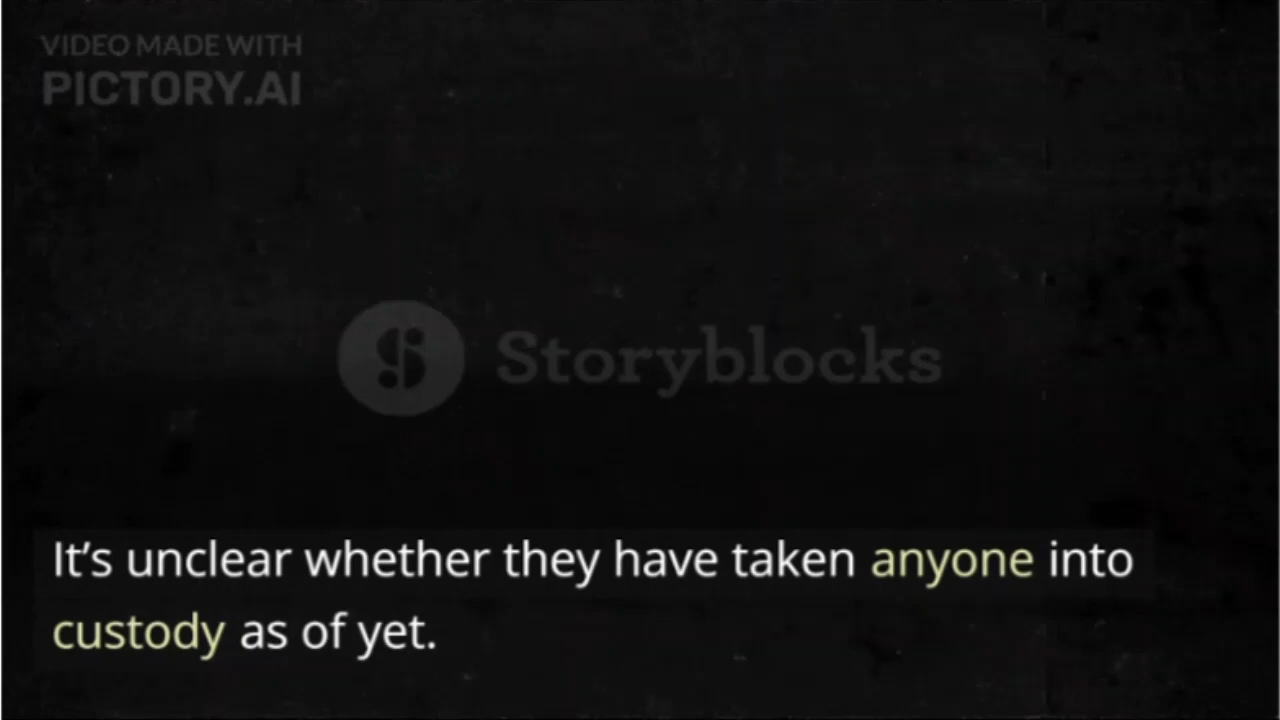 VIDEO MADE WITH
PICTORY.AI
Storyblocks
It's unclear whether they have taken anyone into
custody as of yet.